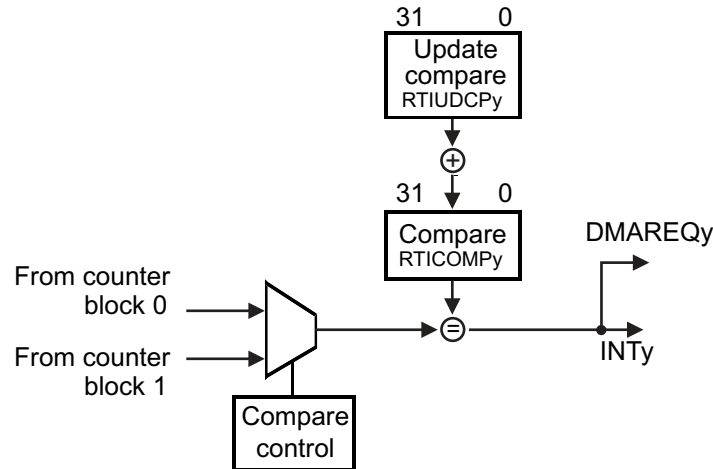 31 0
Update
compare
RTIUDCPy
+
31 0
Compare
RTICOMPy
DMAREQy
From counter
block 0
=
INTy
From counter
block 1
Compare
control